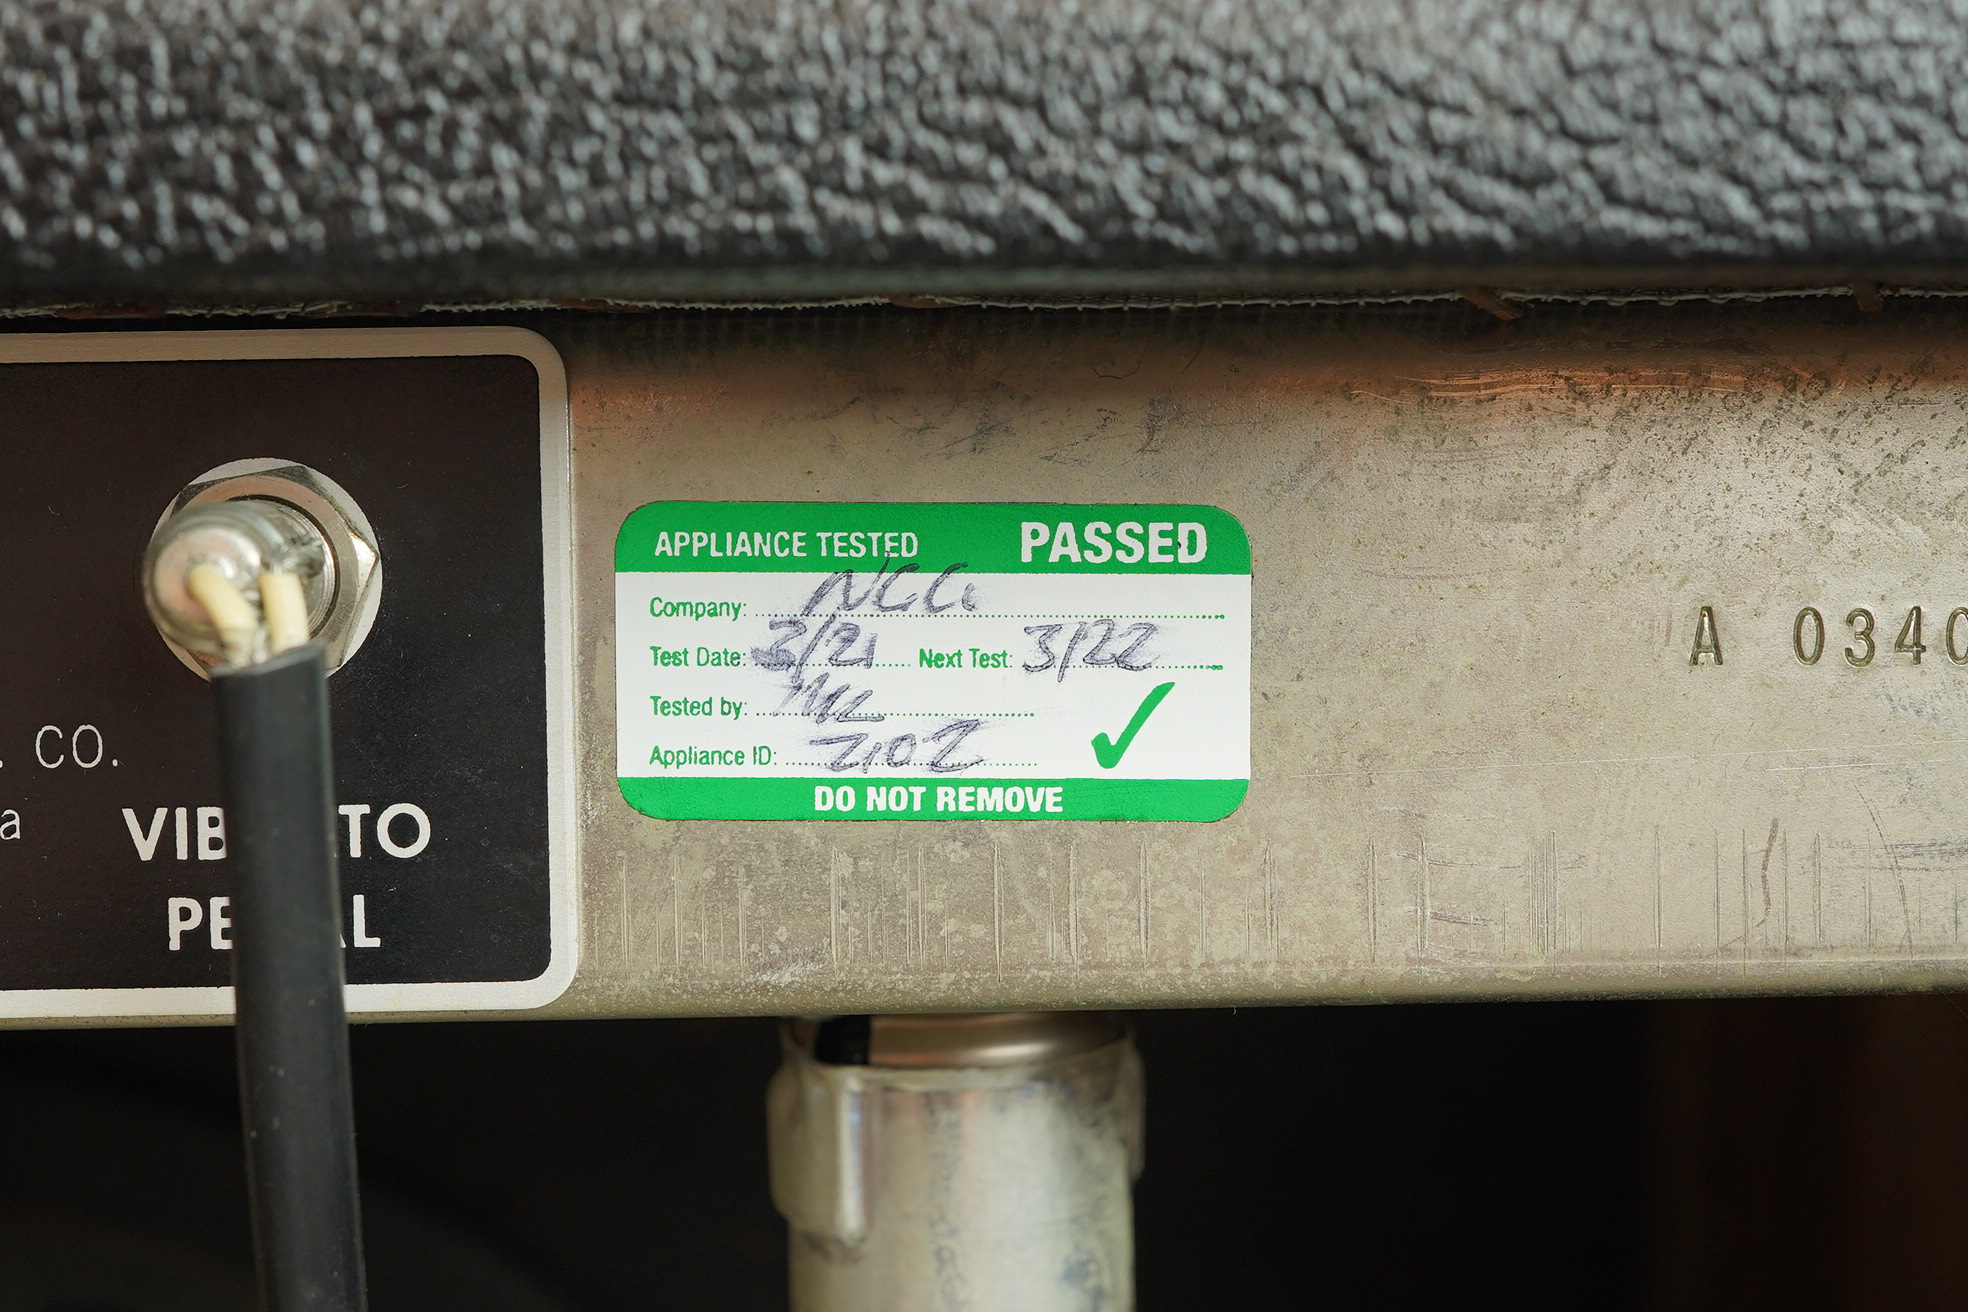 APPLIANCE TESTED PASSED
Company:
Test Date: 3/21 Next Test: 3/22
Tested by:
Appliance ID: 2102
DO NOT REMOVE
A 0340
. CO.
a
PE AL
VIB TO